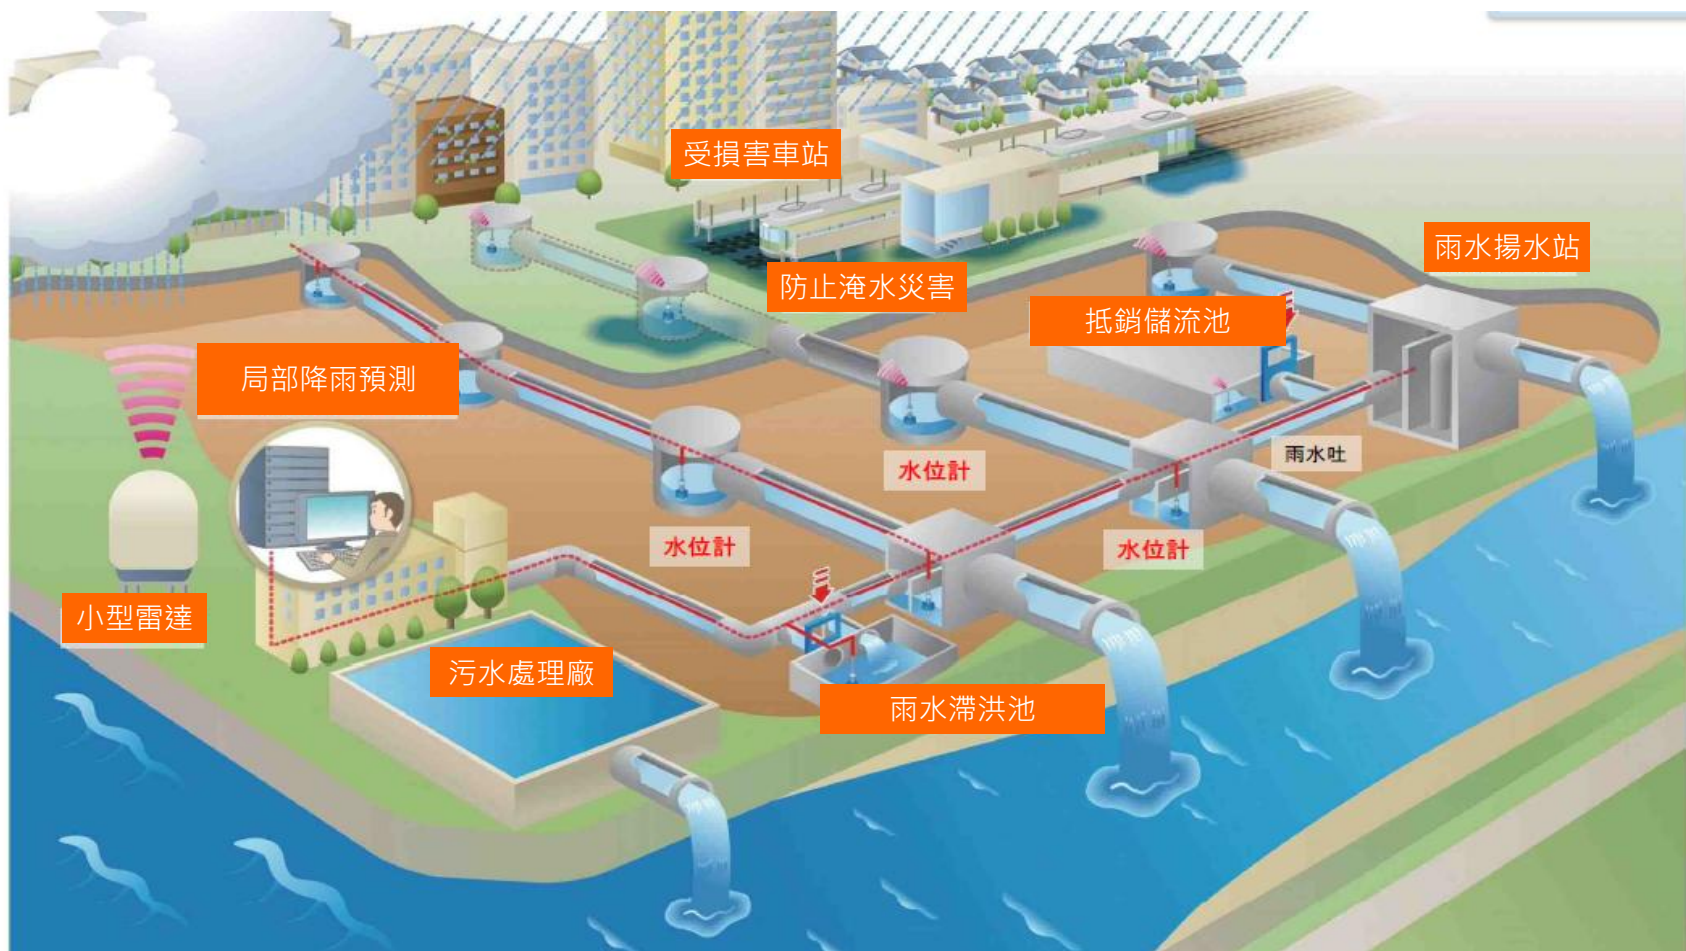 受損害車站
雨水揚水站
防止淹水災害
抵銷儲流池
局部降雨預測
雨水吐
水位計
水位計
水位計
小型雷達
污水處理廠
雨水滯洪池